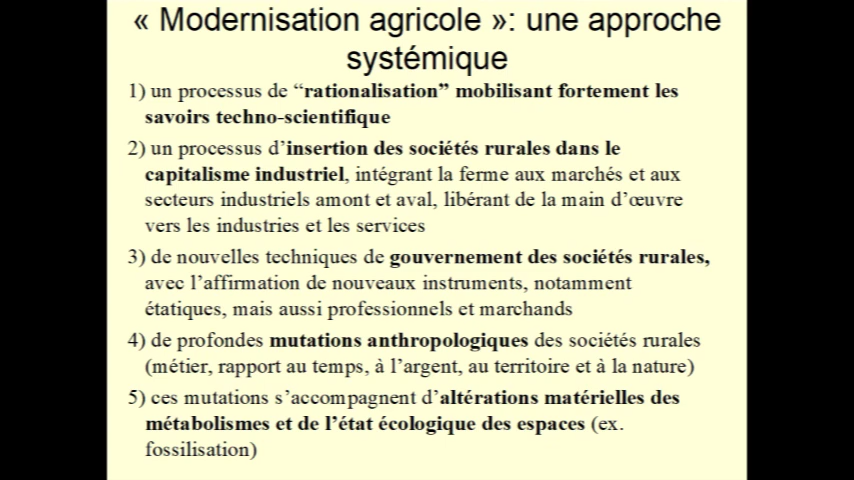 « Modernisation agricole »: une approche
systémique
1) un processus de “rationalisation” mobilisant fortement les
savoirs techno-scientifique
2) un processus d’insertion des sociétés rurales dans le
capitalisme industriel, intégrant la ferme aux marchés et aux
secteurs industriels amont et aval, libérant de la main d’œuvre
vers les industries et les services
3) de nouvelles techniques de gouvernement des sociétés rurales,
avec l’affirmation de nouveaux instruments, notamment
étatiques, mais aussi professionnels et marchands
4) de profondes mutations anthropologiques des sociétés rurales
(métier, rapport au temps, à l’argent, au territoire et à la nature)
5) ces mutations s’accompagnent d’altérations matérielles des
métabolismes et de l’état écologique des espaces (ex.
fossilisation)